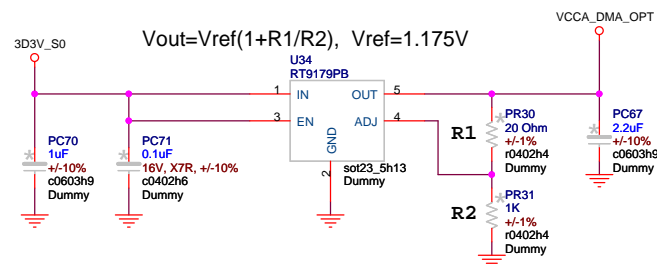 VCCA_DMA_OPT
3D3V_S0
Vout=Vref(1+R1/R2), Vref=1.175V
U34
RT9179PB
1
IN
OUT
5
3
EN
ADJ
4
GND
2
sot23_5h13
Dummy
PC70
1uF
+/-10%
c0603h9
Dummy
PC71
0.1uF
16V, X7R, +/-10%
c0402h6
Dummy
R1
PR30
20 Ohm
+/-1%
r0402h4
Dummy
PC67
2.2uF
+/-10%
c0603h9
Dummy
R2
PR31
1K
+/-1%
r0402h4
Dummy